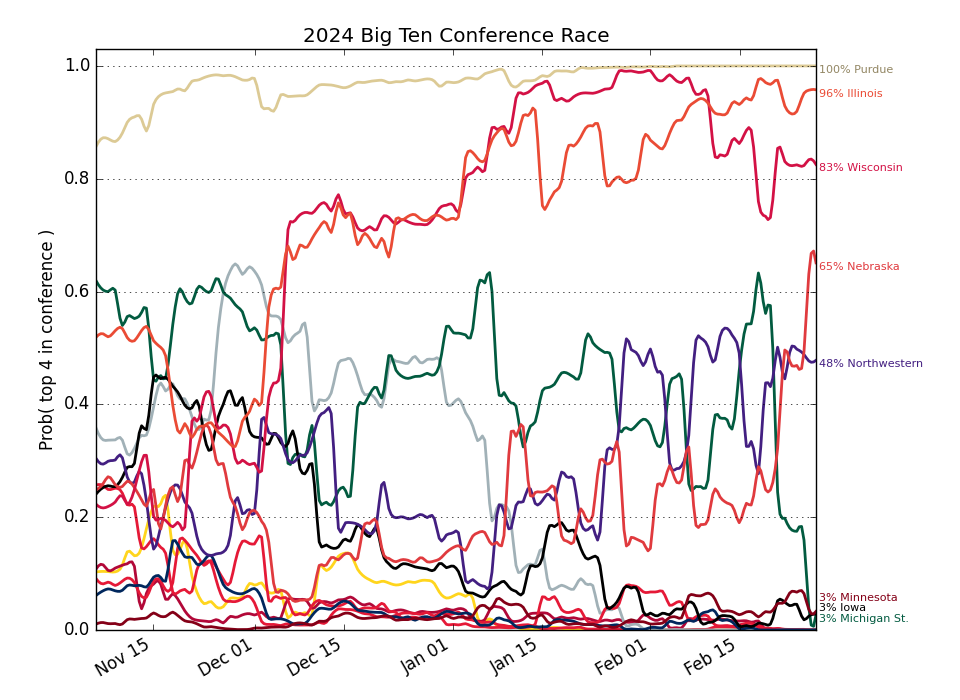 2024 Big Ten Conference Race
Prob( top 4 in conference )
1.0
0.8
0.6
0.4
0.2
0.0
Nov 15
Dec 01
Dec 15
Jan 01
Jan 15
Feb 01
Feb 15
100% Purdue
96% Illinois
83% Wisconsin
65% Nebraska
48% Northwestern
3% Minnesota
3% Iowa
3% Michigan St.